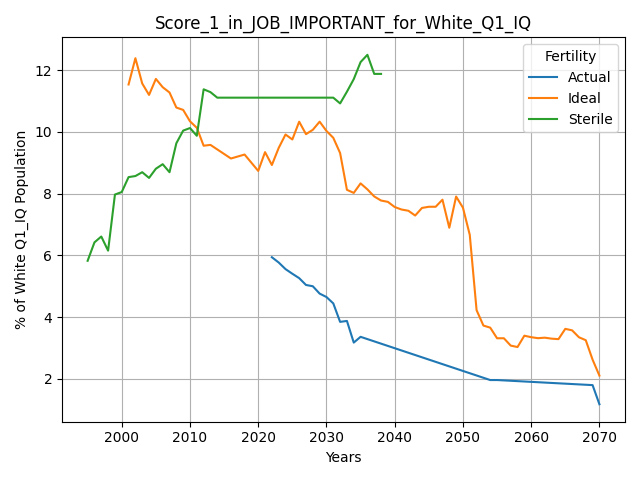 Score_1_in_JOB_IMPORTANT_for_White_Q1_IQ
% of White Q1_IQ Population
12
10
8
6
4
2
Fertility
Actual
Ideal
Sterile
2000 2010 2020 2030 2040 2050 2060 2070
Years